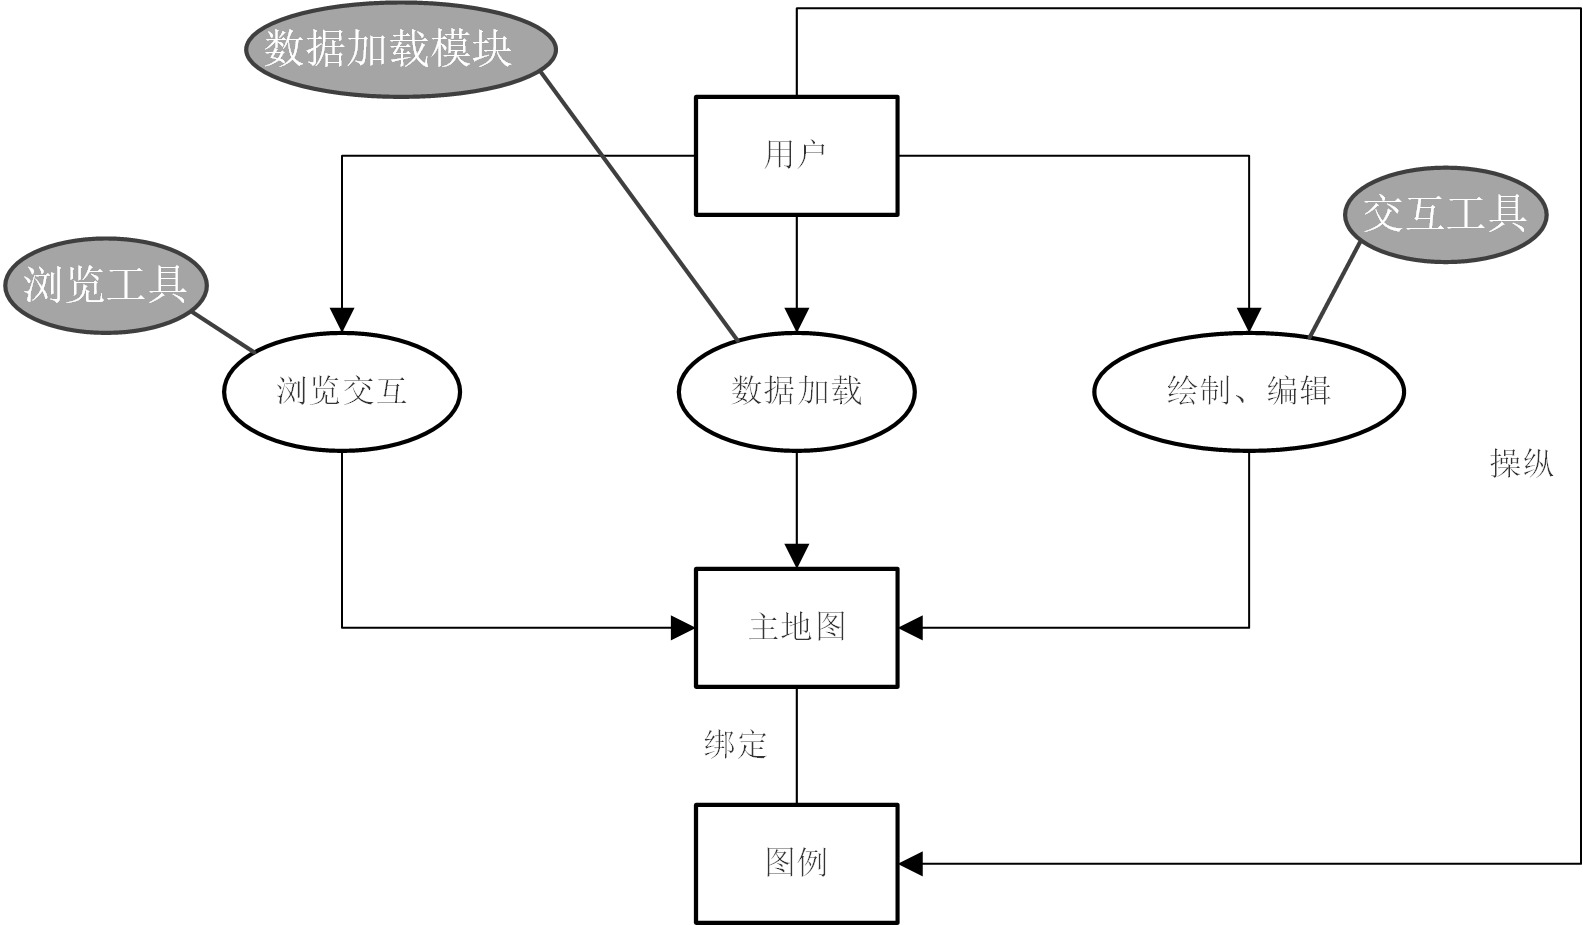 数据加载模块
用户
交互工具
浏览工具
浏览交互
数据加载
绘制、编辑
操纵
主地图
绑定
图例